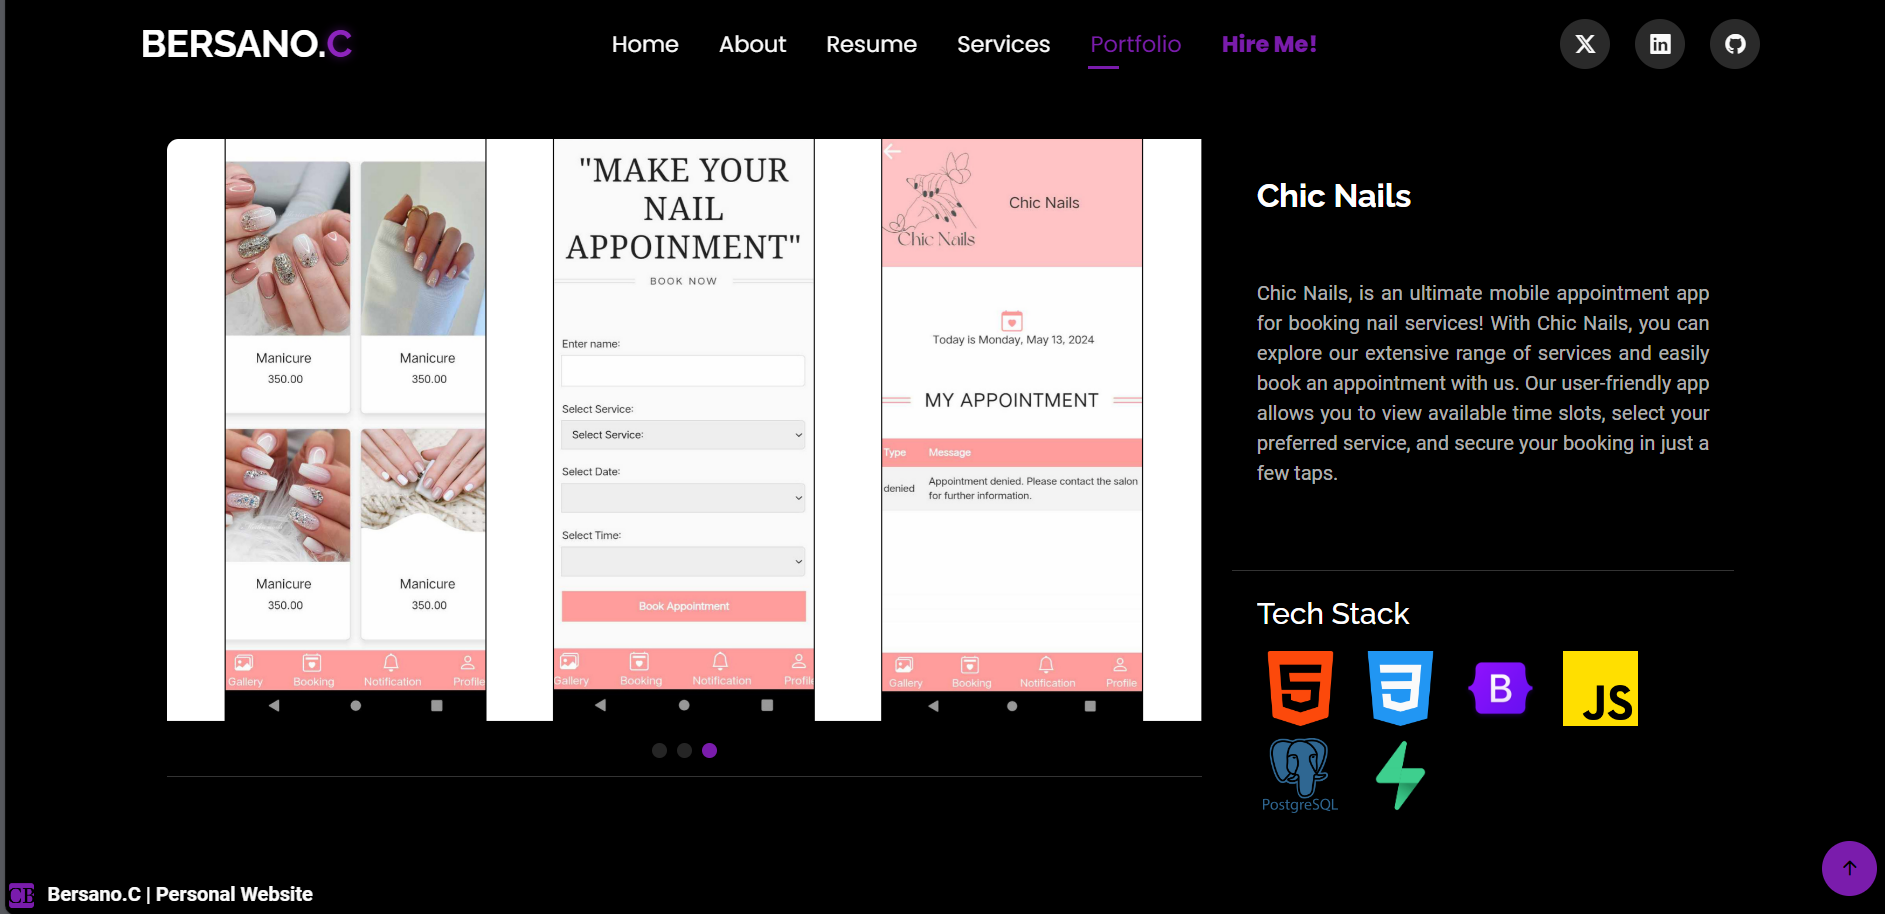 BERSANO.C
Home About Resume Services Portfolio Hire Me!
Manicure
350.00
Manicure
350.00
Manicure
350.00
Manicure
350.00
Gallery Booking Notification Profile
"MAKE YOUR
NAIL
APPOINMENT"
BOOK NOW
Enter name:
Select Service:
Select Service:
Select Date:
Select Time:
Book Appointment
Gallery Booking Notification Profile
Chic Nails
Chic Nails
Today is Monday, May 13, 2024
MY APPOINTMENT
Type Message
denied Appointment denied. Please contact the salon
for further information.
Gallery Booking Notification Profile
Chic Nails
Chic Nails, is an ultimate mobile appointment app
for booking nail services! With Chic Nails, you can
explore our extensive range of services and easily
book an appointment with us. Our user-friendly app
allows you to view available time slots, select your
preferred service, and secure your booking in just a
few taps.
Tech Stack
5
3
B
JS
PostgreSQL
CB Bersano.C | Personal Website